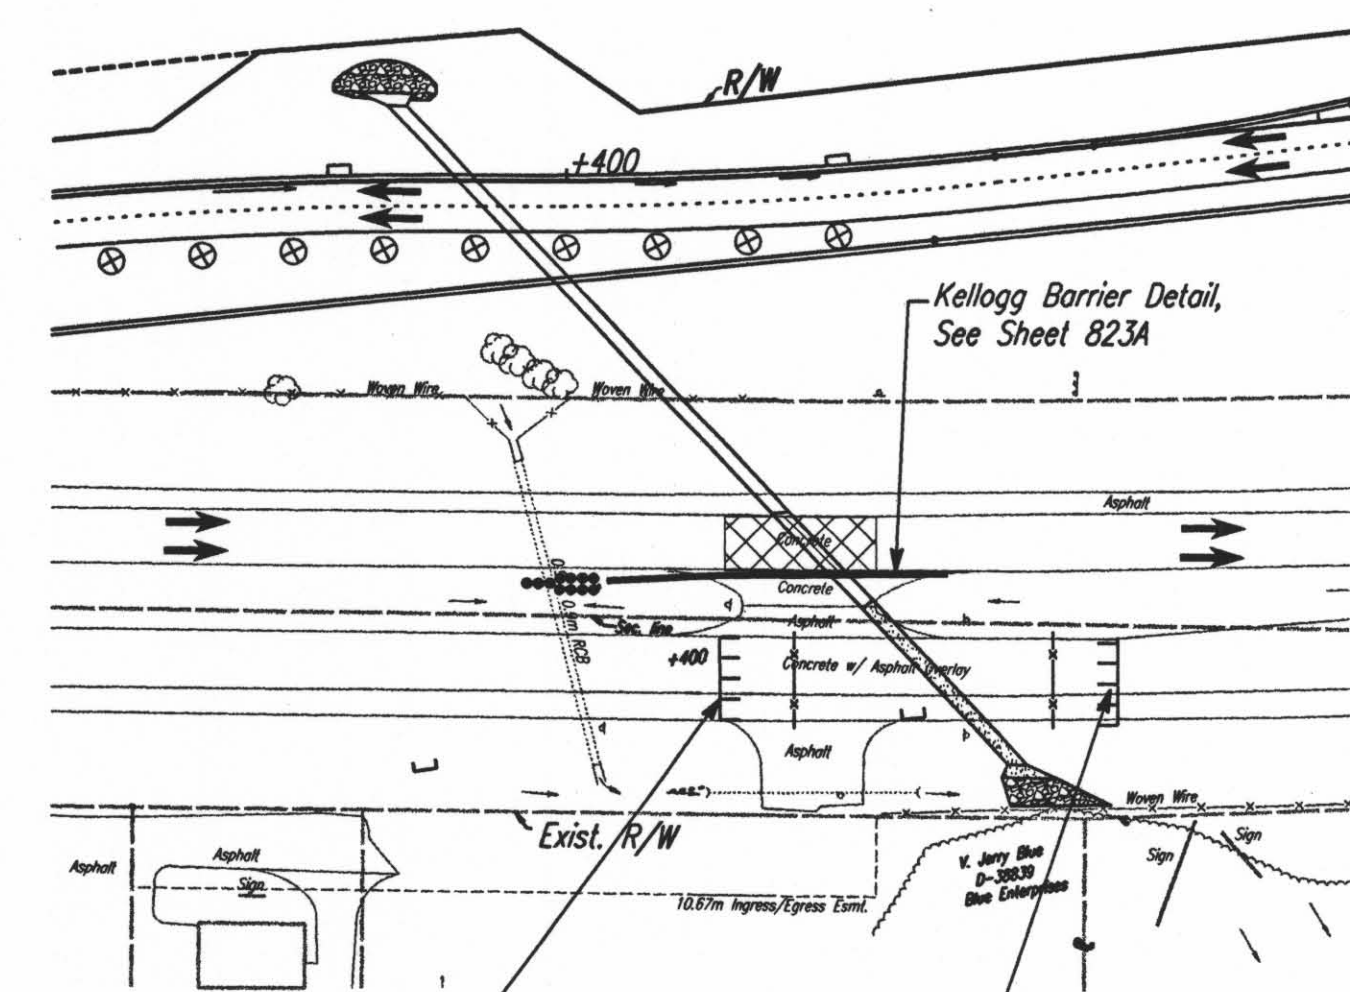 R/W
+400
Kellogg Barrier Detail,
See Sheet 823A
Woven Wire
Woven Wire
Asphalt
Concrete
Concrete
Sec. line
Asphalt
0.9m RCB
+400
Concrete w/ Asphalt Overlay
Asphalt
Woven Wire
Exist. R/W
Asphalt
Asphalt
Sign
V. Jerry Blue
D-38839
Blue Enterprises
Sign
Sign
10.67m Ingress/Egress Esmt.